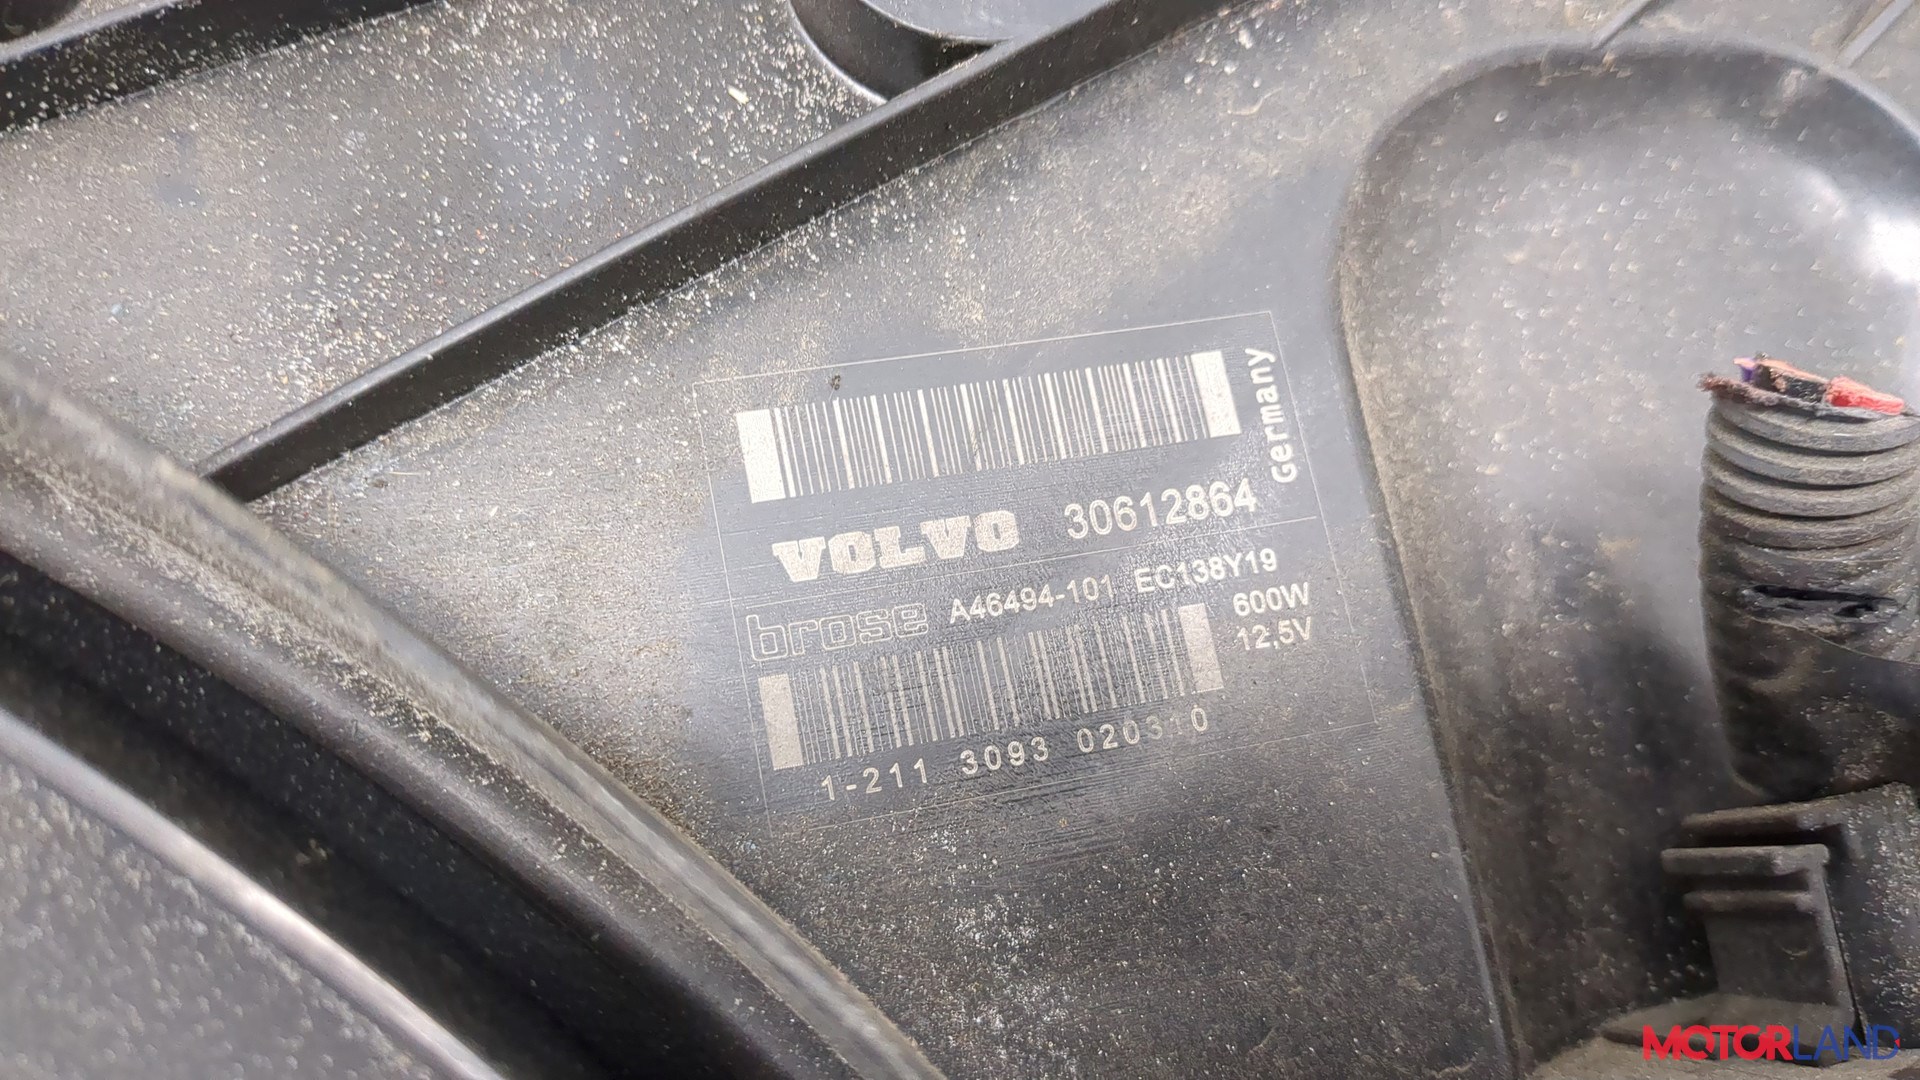 Germany
VOLVO 30612864
brose A46494-101 EC138Y19
600W
12,5V
1-211 3093 020310
MOTORLAND